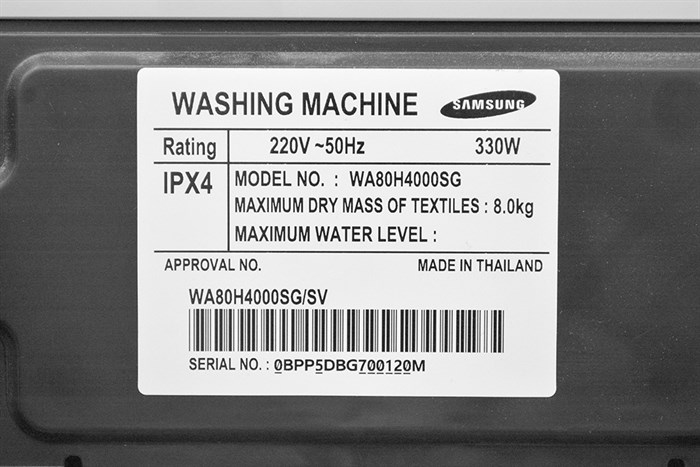 WASHING MACHINE SAMSUNG
Rating 220V ~50Hz 330W
IPX4 MODEL NO. : WA80H4000SG
MAXIMUM DRY MASS OF TEXTILES : 8.0kg
MAXIMUM WATER LEVEL :
APPROVAL NO. MADE IN THAILAND
WA80H4000SG/SV
SERIAL NO. : 0BPP5DBG700120M